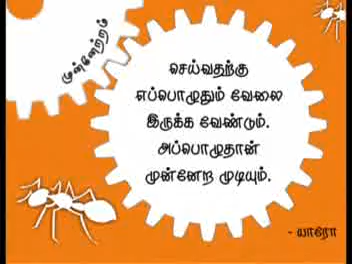 முன்னேற்றம்
செய்வதற்கு
எப்பொழுதும் வேலை
இருக்க வேண்டும்.
அப்பொழுதான்
முன்னேற முடியும்.
- யாரோ